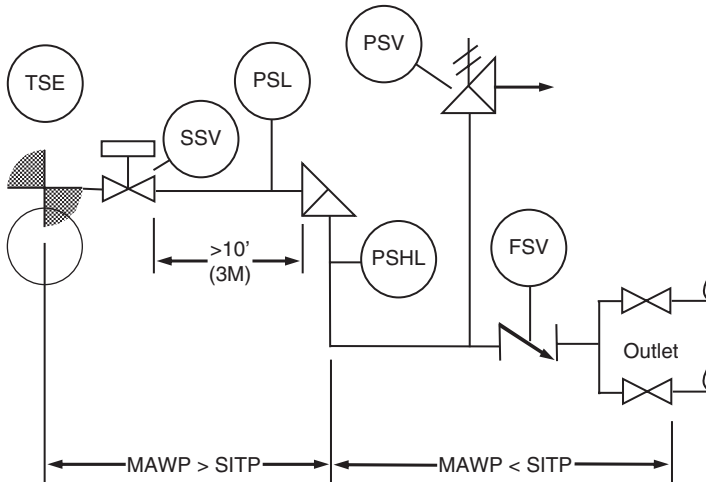 TSE
PSL
PSV
SSV
>10'
(3M)
PSHL
FSV
Outlet
MAWP > SITP
MAWP < SITP